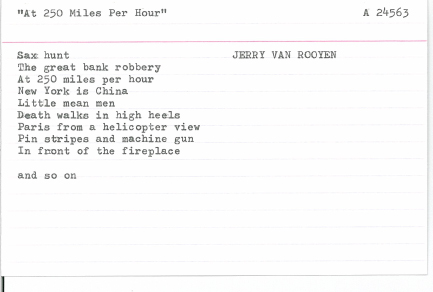 "At 250 Miles Per Hour" A 24563
Sax hunt JERRY VAN ROOYEN
The great bank robbery
At 250 miles per hour
New York is China
Little mean men
Death walks in high heels
Paris from a helicopter view
Pin stripes and machine gun
In front of the fireplace
and so on